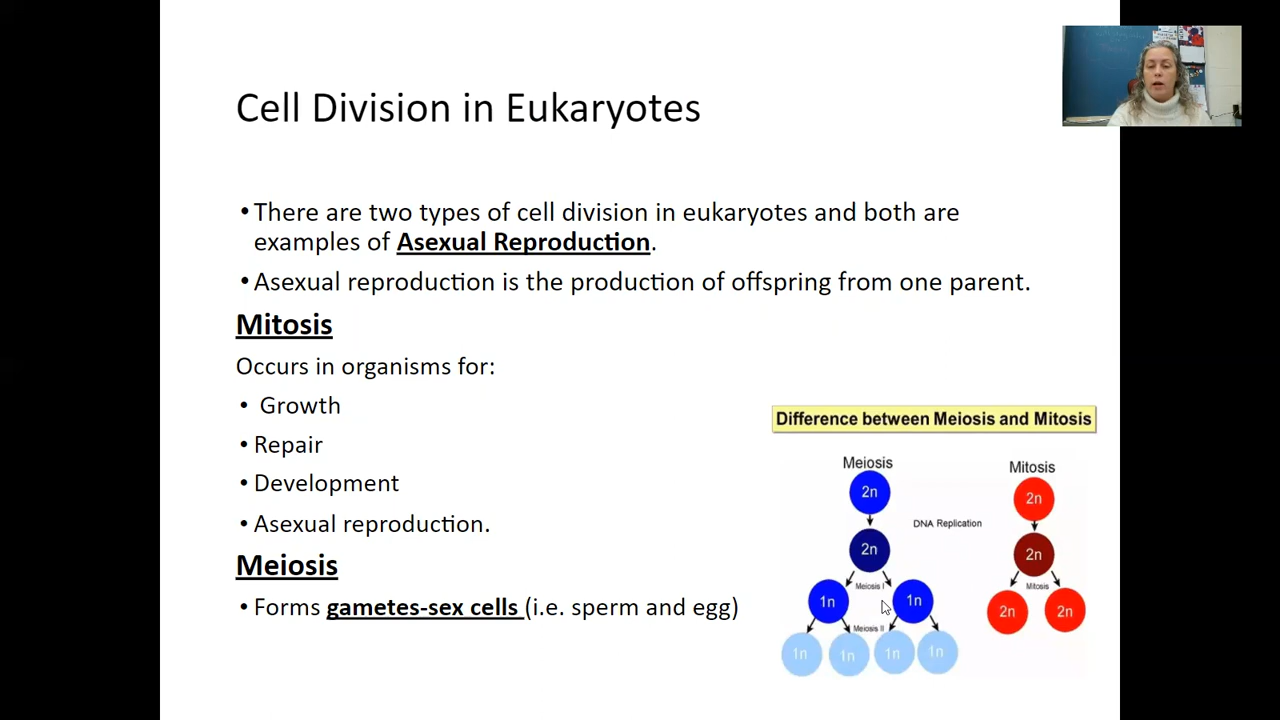 Cell Division in Eukaryotes
• There are two types of cell division in eukaryotes and both are
examples of Asexual Reproduction.
• Asexual reproduction is the production of offspring from one parent.
Mitosis
Occurs in organisms for:
• Growth
• Repair
• Development
• Asexual reproduction.
Meiosis
• Forms gametes-sex cells (i.e. sperm and egg)
Difference between Meiosis and Mitosis
Meiosis
Mitosis
2n
2n
DNA Replication
2n
2n
Meiosis I
Mitosis
1n
1n
2n
2n
Meiosis II
1n
1n
1n
1n